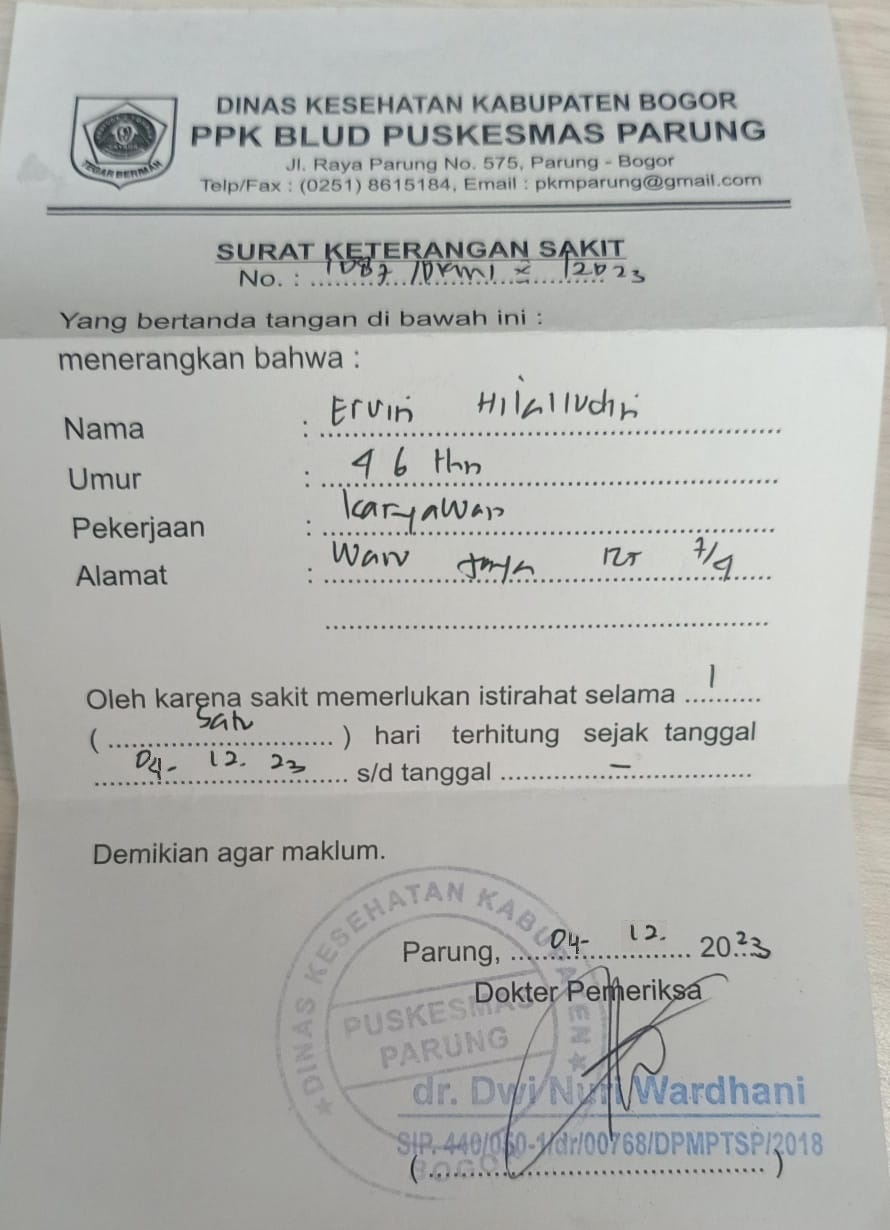 DINAS KESEHATAN KABUPATEN BOGOR
PPK BLUD PUSKESMAS PARUNG
Jl. Raya Parung No. 575, Parung - Bogor
Telp/Fax : (0251) 8615184, Email : pkmparung@gmail.com
TEGAR BERIMAN
SURAT KETERANGAN SAKIT
No. : 1087 / 2023
Yang bertanda tangan di bawah ini :
menerangkan bahwa :
Nama : Ervin
Umur : 46 thn
Pekerjaan : Karyawan
Alamat : Waru Jaya RT 7/9
Oleh karena sakit memerlukan istirahat selama 1
( satu ) hari terhitung sejak tanggal
04- 12. 23 s/d tanggal –
Demikian agar maklum.
Parung, 04- 12. 2023
Dokter Pemeriksa
DINAS KESEHATAN KABUPATEN
PUSKESMAS
PARUNG
BOGOR
dr. Dwi Nuri Wardhani
SIP. 440/060-1/dr/00768/DPMPTSP/2018
( )